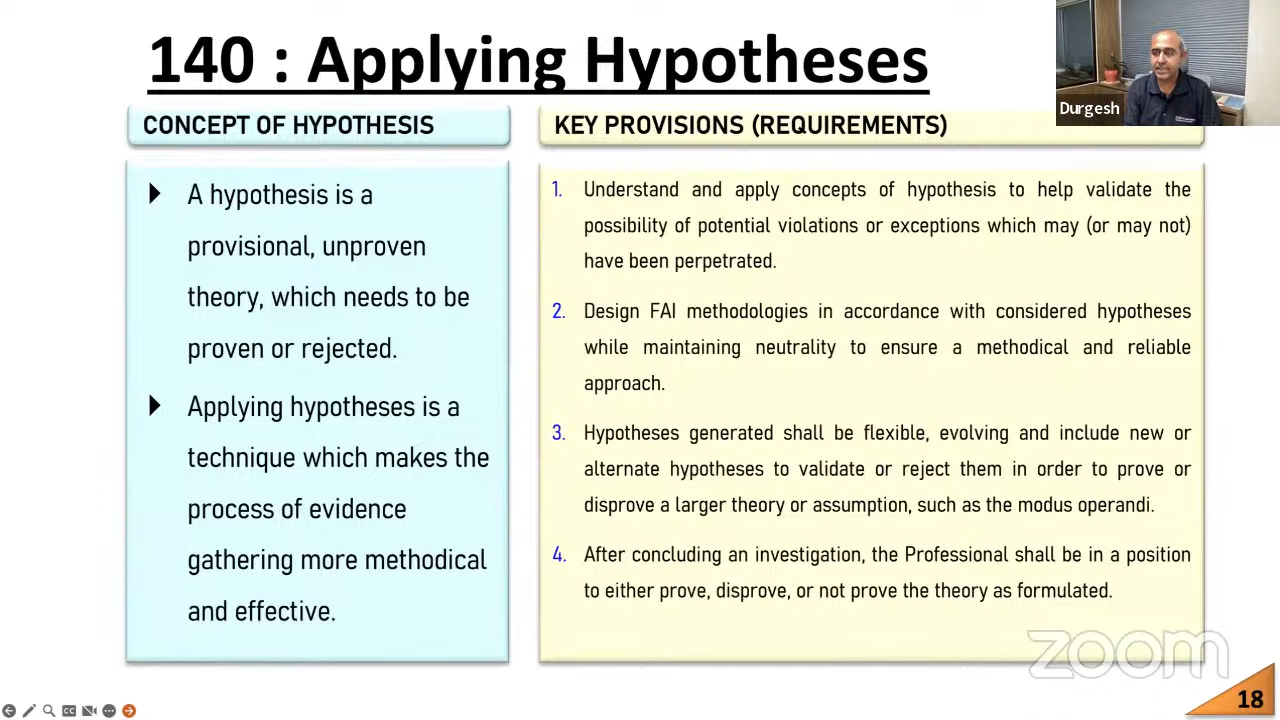 140 : Applying Hypotheses
Durgesh
CONCEPT OF HYPOTHESIS
A hypothesis is a
provisional, unproven
theory, which needs to be
proven or rejected.
Applying hypotheses is a
technique which makes the
process of evidence
gathering more methodical
and effective.
KEY PROVISIONS (REQUIREMENTS)
1. Understand and apply concepts of hypothesis to help validate the
possibility of potential violations or exceptions which may (or may not)
have been perpetrated.
2. Design FAI methodologies in accordance with considered hypotheses
while maintaining neutrality to ensure a methodical and reliable
approach.
3. Hypotheses generated shall be flexible, evolving and include new or
alternate hypotheses to validate or reject them in order to prove or
disprove a larger theory or assumption, such as the modus operandi.
4. After concluding an investigation, the Professional shall be in a position
to either prove, disprove, or not prove the theory as formulated.
zoom
18